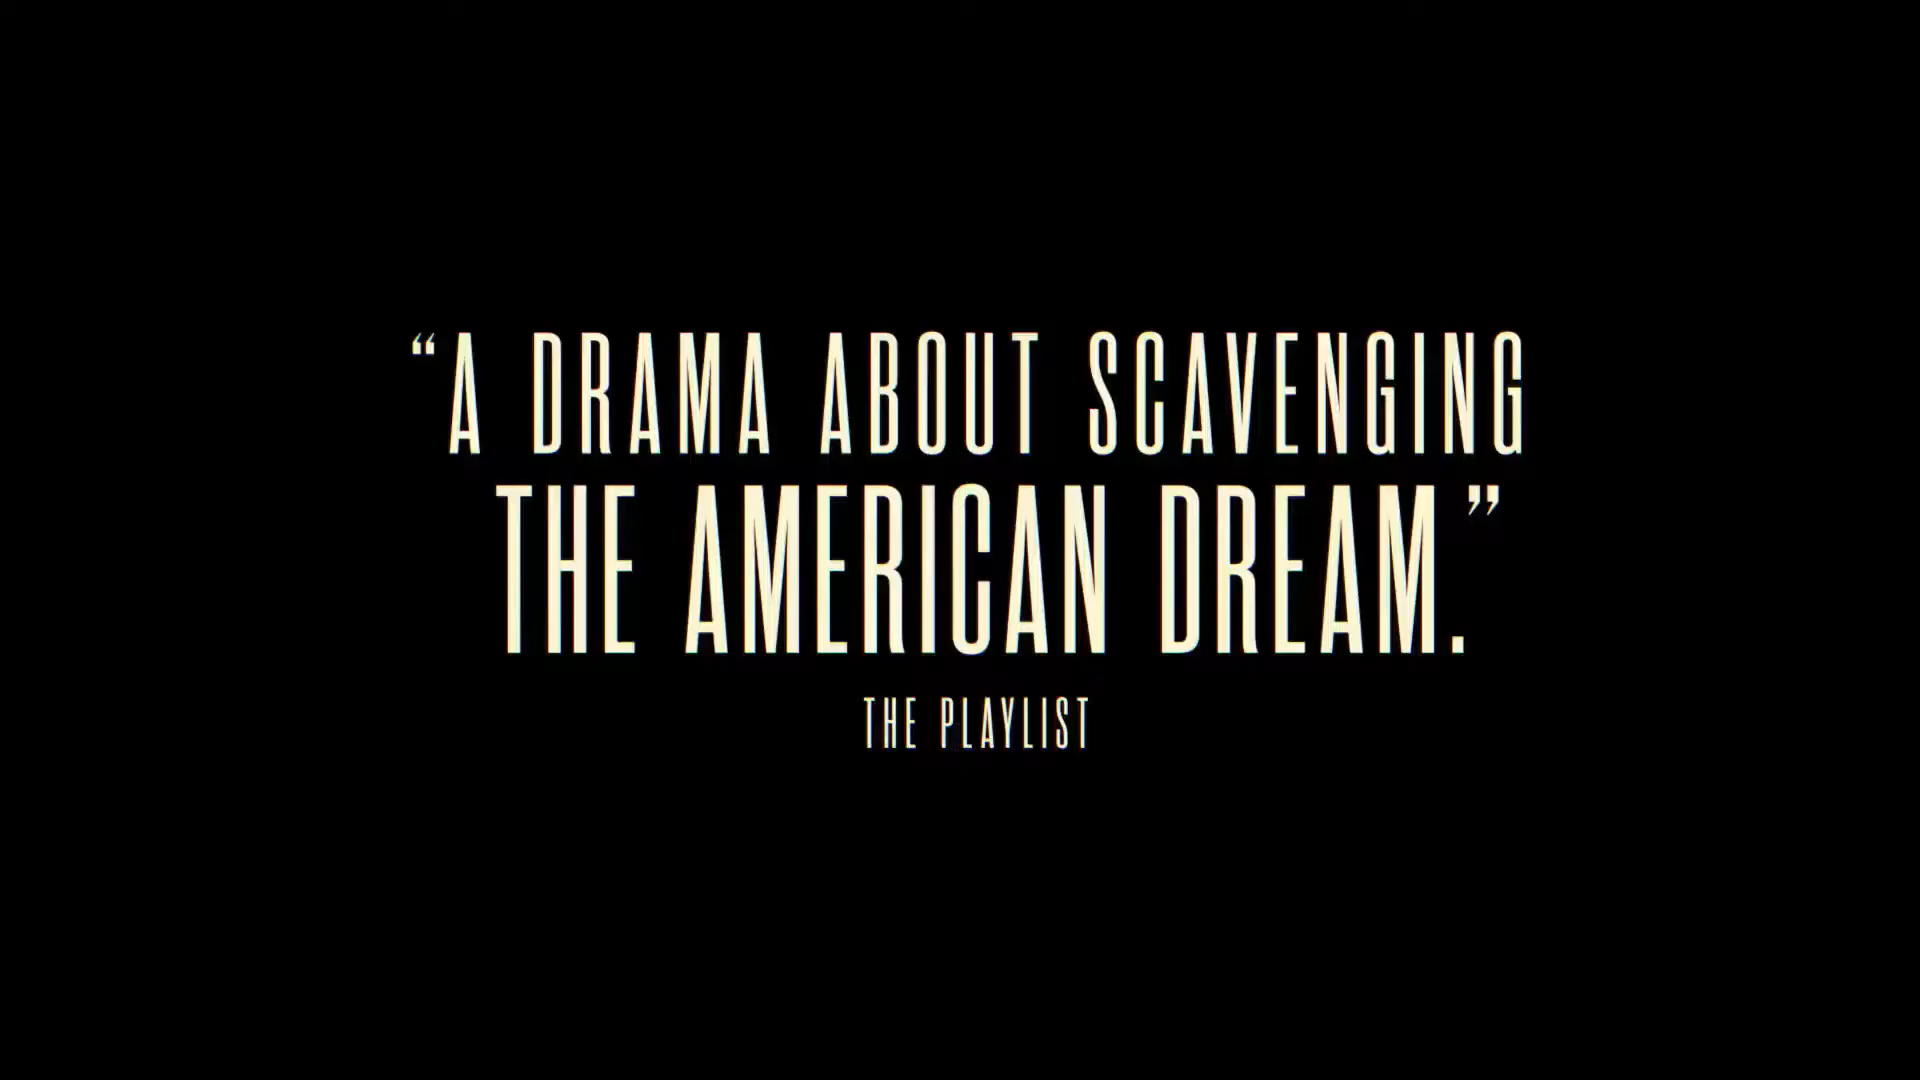 “A DRAMA ABOUT SCAVENGING
THE AMERICAN DREAM.”
THE PLAYLIST